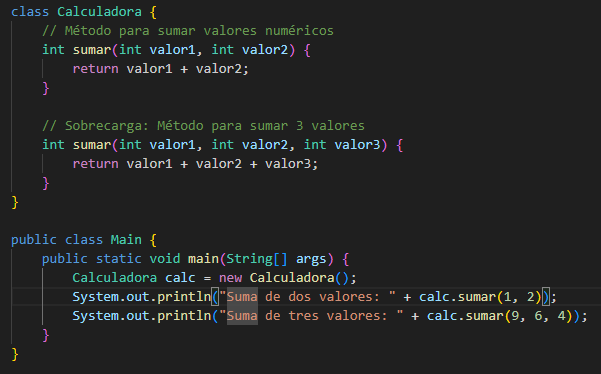 class Calculadora {
    // Método para sumar valores numéricos
    int sumar(int valor1, int valor2) {
        return valor1 + valor2;
    }

    // Sobrecarga: Método para sumar 3 valores
    int sumar(int valor1, int valor2, int valor3) {
        return valor1 + valor2 + valor3;
    }
}

public class Main {
    public static void main(String[] args) {
        Calculadora calc = new Calculadora();
        System.out.println("Suma de dos valores: " + calc.sumar(1, 2));
        System.out.println("Suma de tres valores: " + calc.sumar(9, 6, 4));
    }
}